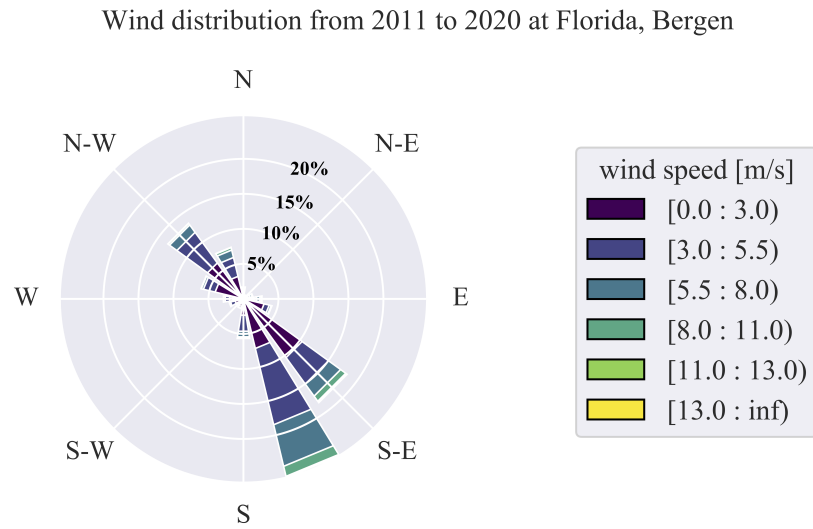 Wind distribution from 2011 to 2020 at Florida, Bergen
N
N-W
N-E
20%
15%
10%
5%
W
E
S-W
S-E
S
wind speed [m/s]
[0.0 : 3.0)
[3.0 : 5.5)
[5.5 : 8.0)
[8.0 : 11.0)
[11.0 : 13.0)
[13.0 : inf)